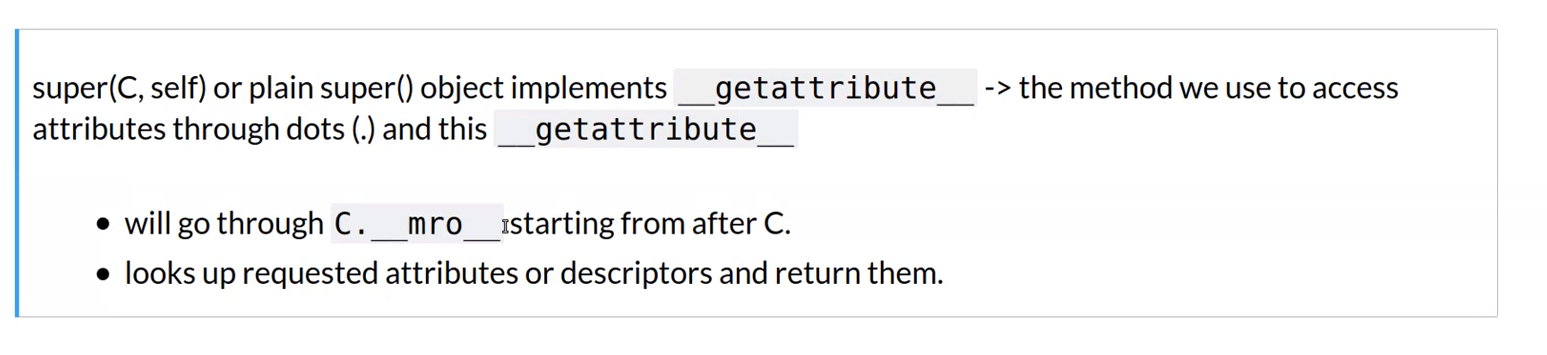 super(C, self) or plain super() object implements __getattribute__ -> the method we use to access
attributes through dots (.) and this __getattribute__
• will go through C.__mro__ starting from after C.
• looks up requested attributes or descriptors and return them.